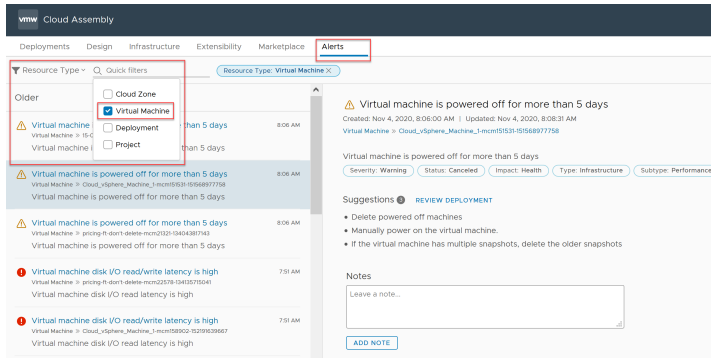 vmw Cloud Assembly
Deployments Design Infrastructure Extensibility Marketplace Alerts
Resource Type Quick filters Resource Type: Virtual Machine
Cloud Zone
Virtual Machine
Deployment
Project
Older
Virtual machine than 5 days 8:06 AM
Virtual Machine » 15-
Virtual machine than 5 days
Virtual machine is powered off for more than 5 days 8:06 AM
Virtual Machine » Cloud_vSphere_Machine_1-mcm151531-151568977758
Virtual machine is powered off for more than 5 days
Virtual machine is powered off for more than 5 days 8:06 AM
Virtual Machine » pricing-ft-don't-delete-mcm21321-134043817143
Virtual machine is powered off for more than 5 days
Virtual machine disk I/O read/write latency is high 7:51 AM
Virtual Machine » pricing-ft-don't-delete-mcm22578-134135715041
Virtual machine disk I/O read latency is high
Virtual machine disk I/O read/write latency is high 7:51 AM
Virtual Machine » Cloud_vSphere_Machine_1-mcm158902-152191639667
Virtual machine disk I/O read latency is high
Virtual machine is powered off for more than 5 days
Created: Nov 4, 2020, 8:06:00 AM | Updated: Nov 4, 2020, 8:08:31 AM
Virtual Machine » Cloud_vSphere_Machine_1-mcm151531-151568977758
Virtual machine is powered off for more than 5 days
Severity: Warning Status: Canceled Impact: Health Type: Infrastructure Subtype: Performance
Suggestions 3 REVIEW DEPLOYMENT
• Delete powered off machines
• Manually power on the virtual machine.
• If the virtual machine has multiple snapshots, delete the older snapshots
Notes
Leave a note...
ADD NOTE